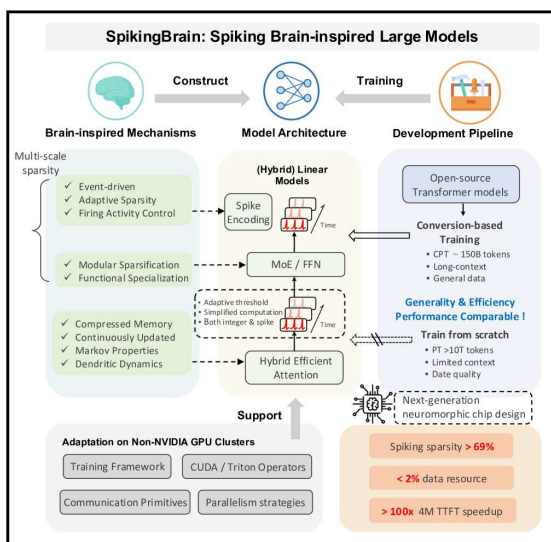 SpikingBrain: Spiking Brain-inspired Large Models
Construct
Training
Brain-inspired Mechanisms
Model Architecture
Development Pipeline
Multi-scale
sparsity
✓ Event-driven
✓ Adaptive Sparsity
✓ Firing Activity Control
✓ Modular Sparsification
✓ Functional Specialization
✓ Compressed Memory
✓ Continuously Updated
✓ Markov Properties
✓ Dendritic Dynamics
(Hybrid) Linear
Models
Spike
Encoding
Time
MoE / FFN
• Adaptive threshold
• Simplified computation
• Both integer & spike
Time
Hybrid Efficient
Attention
Open-source
Transformer models
Conversion-based
Training
• CPT ~ 150B tokens
• Long-context
• General data
Generality & Efficiency
Performance Comparable !
Train from scratch
• PT >10T tokens
• Limited context
• Date quality
Support
Adaptation on Non-NVIDIA GPU Clusters
Training Framework
CUDA / Triton Operators
Communication Primitives
Parallelism strategies
Next-generation
neuromorphic chip design
Spiking sparsity > 69%
< 2% data resource
> 100x 4M TTFT speedup